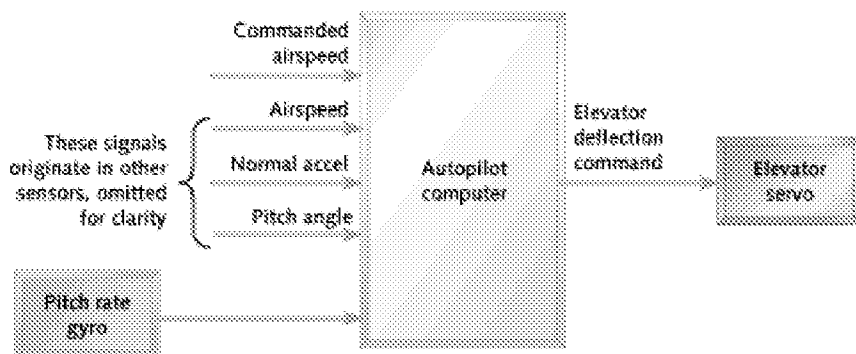 Commanded
airspeed
Airspeed
These signals
originate in other
sensors, omitted
for clarity
Normal accel
Pitch angle
Pitch rate
gyro
Autopilot
computer
Elevator
deflection
command
Elevator
servo